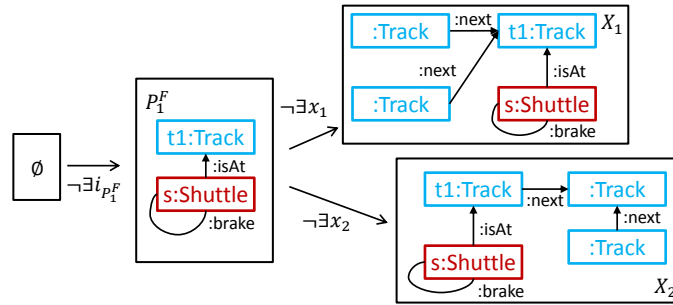 ∅
¬∃i_{P_1^F}
P_1^F
t1:Track
:isAt
s:Shuttle
:brake
¬∃x_1
¬∃x_2
:Track
:next
t1:Track
X_1
:next
:isAt
:Track
s:Shuttle
:brake
t1:Track
:next
:Track
:isAt
:next
s:Shuttle
:Track
:brake
X_2